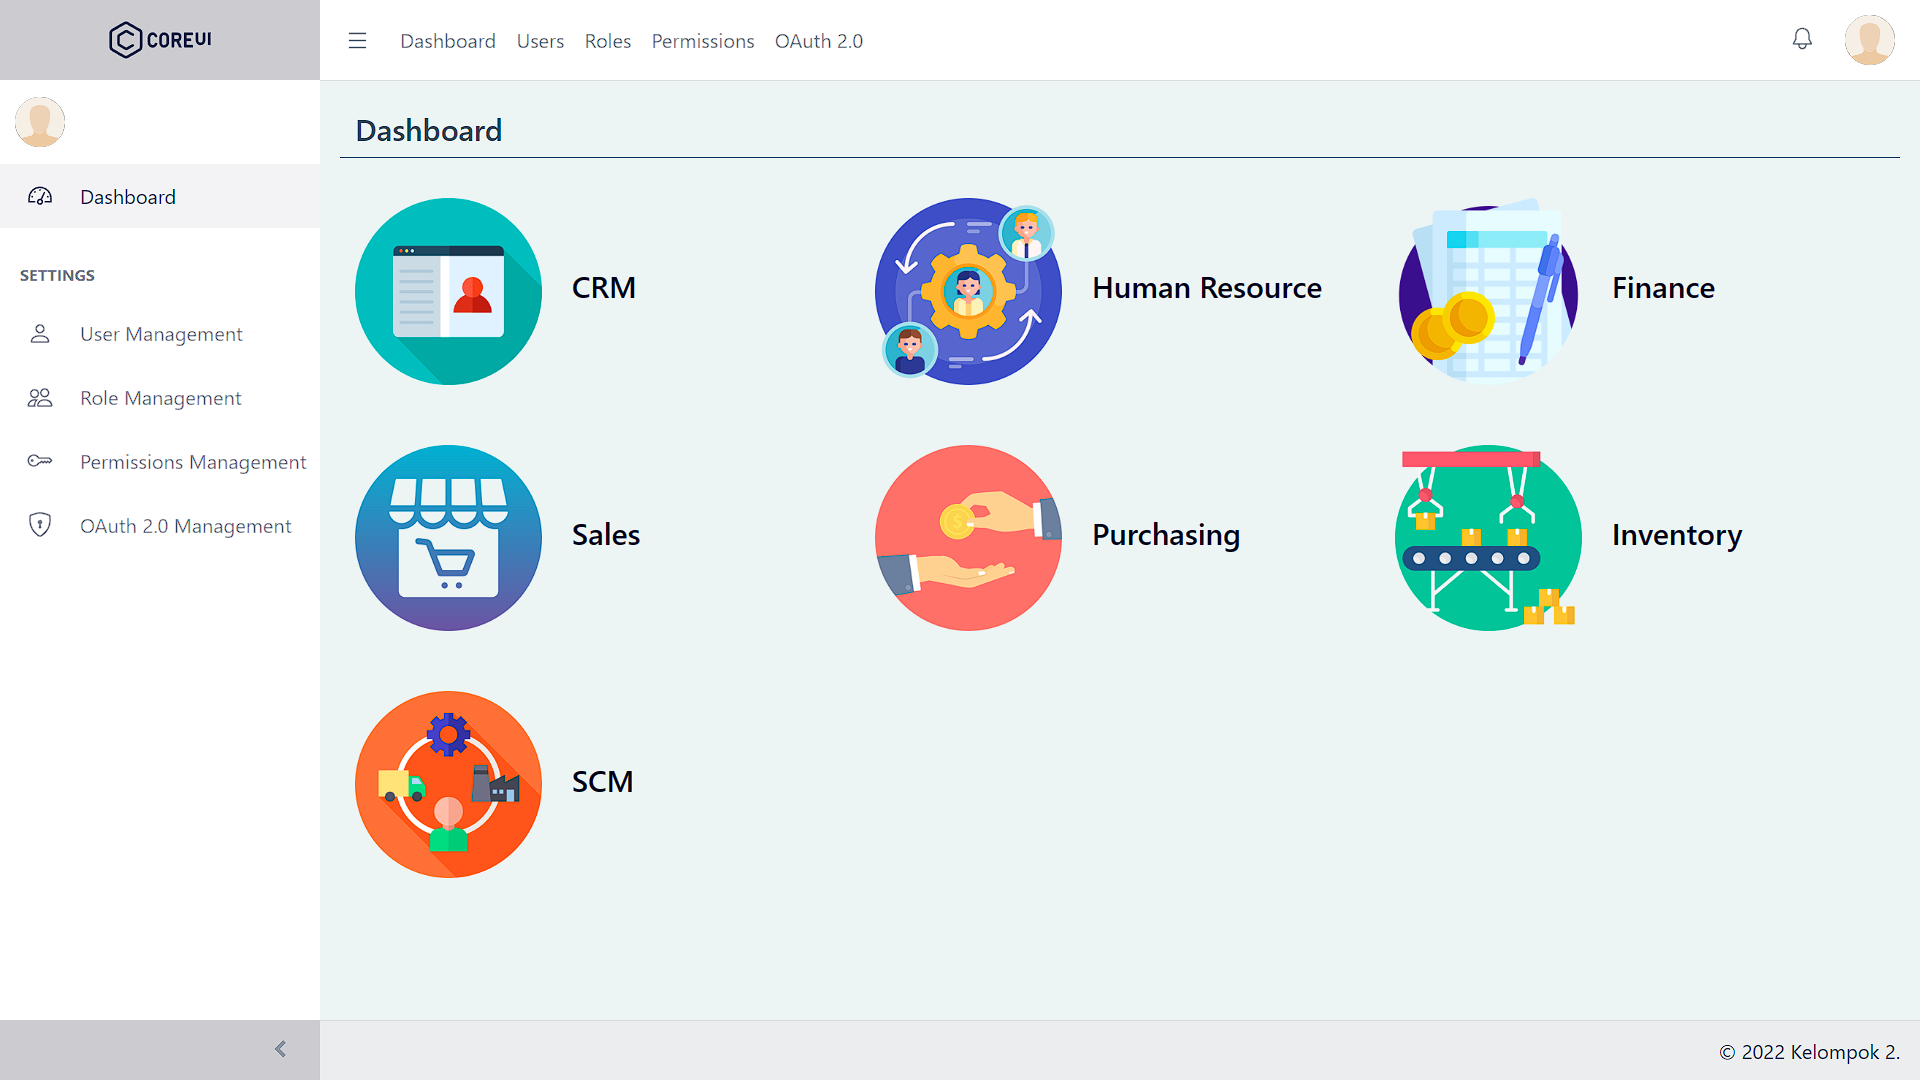 COREUI
Dashboard Users Roles Permissions OAuth 2.0
Dashboard
SETTINGS
User Management
Role Management
Permissions Management
OAuth 2.0 Management
Dashboard
CRM
Human Resource
Finance
Sales
Purchasing
Inventory
SCM
© 2022 Kelompok 2.